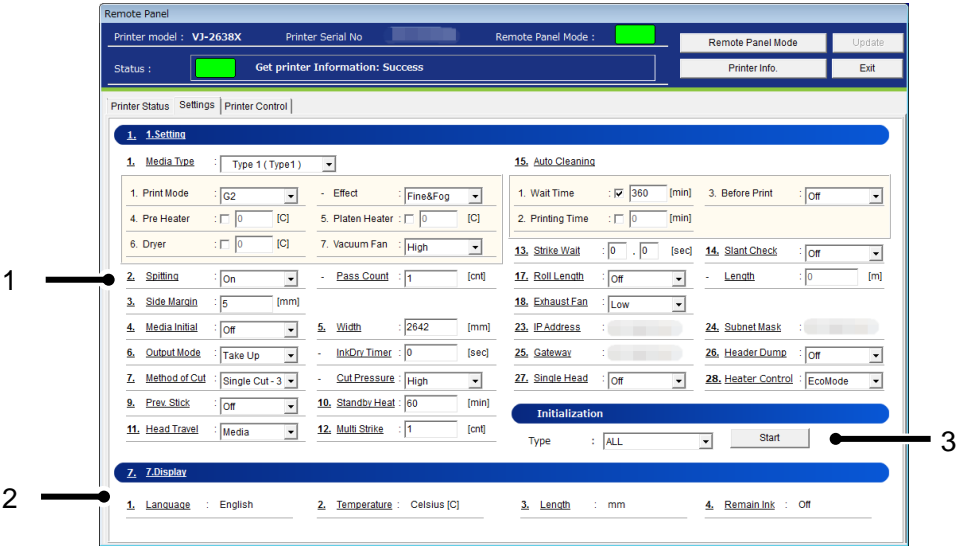 Remote Panel
Printer model : VJ-2638X Printer Serial No Remote Panel Mode : Remote Panel Mode Update
Status : Get printer Information: Success Printer Info. Exit
Printer Status Settings Printer Control
1. 1.Setting
1. Media Type : Type 1 ( Type1 ) 15. Auto Cleaning
1. Print Mode : G2 - Effect : Fine&Fog 1. Wait Time : 360 [min] 3. Before Print : Off
4. Pre Heater : 0 [C] 5. Platen Heater : 0 [C] 2. Printing Time : 0 [min]
6. Dryer : 0 [C] 7. Vacuum Fan : High 13. Strike Wait : 0 . 0 [sec] 14. Slant Check : Off
1 2. Spitting : On - Pass Count : 1 [cnt] 17. Roll Length : Off - Length : 0 [m]
3. Side Margin : 5 [mm] 18. Exhaust Fan : Low
4. Media Initial : Off 5. Width : 2642 [mm] 23. IP Address : 24. Subnet Mask :
6. Output Mode : Take Up - InkDry Timer : 0 [sec] 25. Gateway : 26. Header Dump : Off
7. Method of Cut : Single Cut - 3 - Cut Pressure : High 27. Single Head : Off 28. Heater Control : EcoMode
9. Prev. Stick : Off 10. Standby Heat : 60 [min] Initialization
11. Head Travel : Media 12. Multi Strike : 1 [cnt] Type : ALL Start 3
7. 7.Display
2 1. Language : English 2. Temperature : Celsius [C] 3. Length : mm 4. Remain Ink : Off